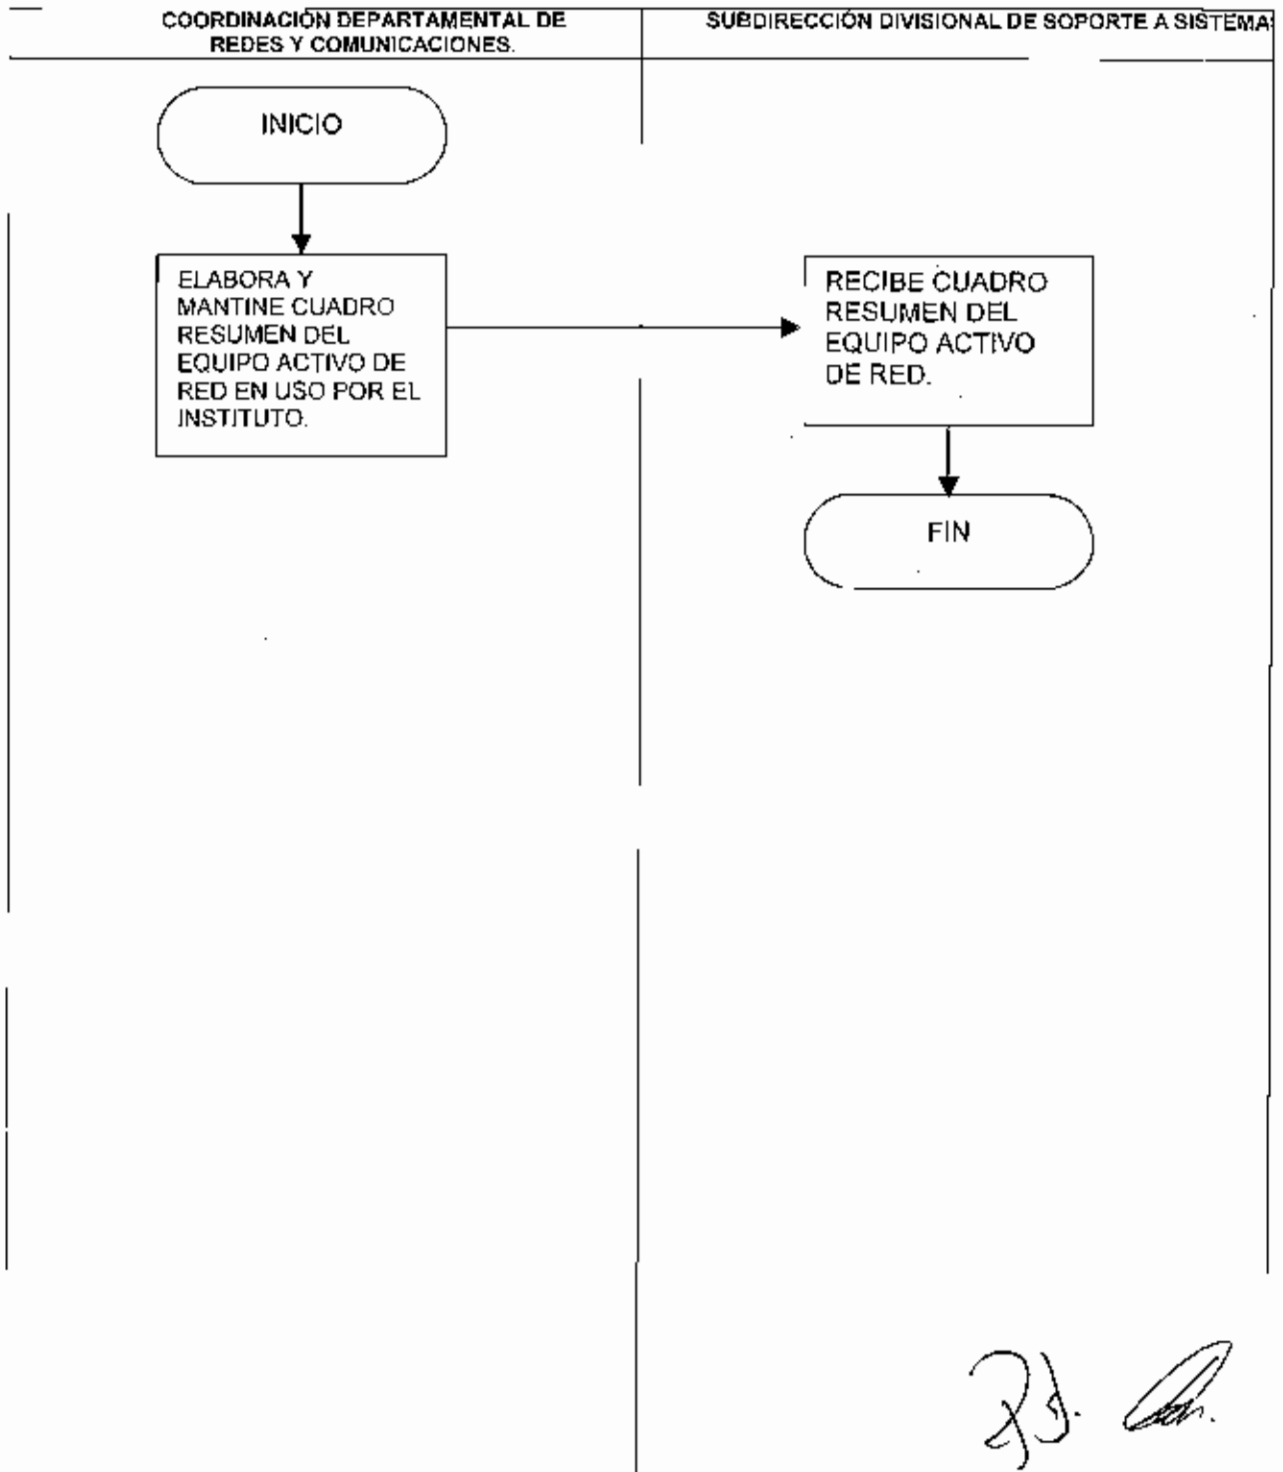 COORDINACIÓN DEPARTAMENTAL DE
REDES Y COMUNICACIONES.
SUBDIRECCIÓN DIVISIONAL DE SOPORTE A SISTEMA
INICIO
ELABORA Y
MANTINE CUADRO
RESUMEN DEL
EQUIPO ACTIVO DE
RED EN USO POR EL
INSTITUTO.
RECIBE CUADRO
RESUMEN DEL
EQUIPO ACTIVO
DE RED.
FIN